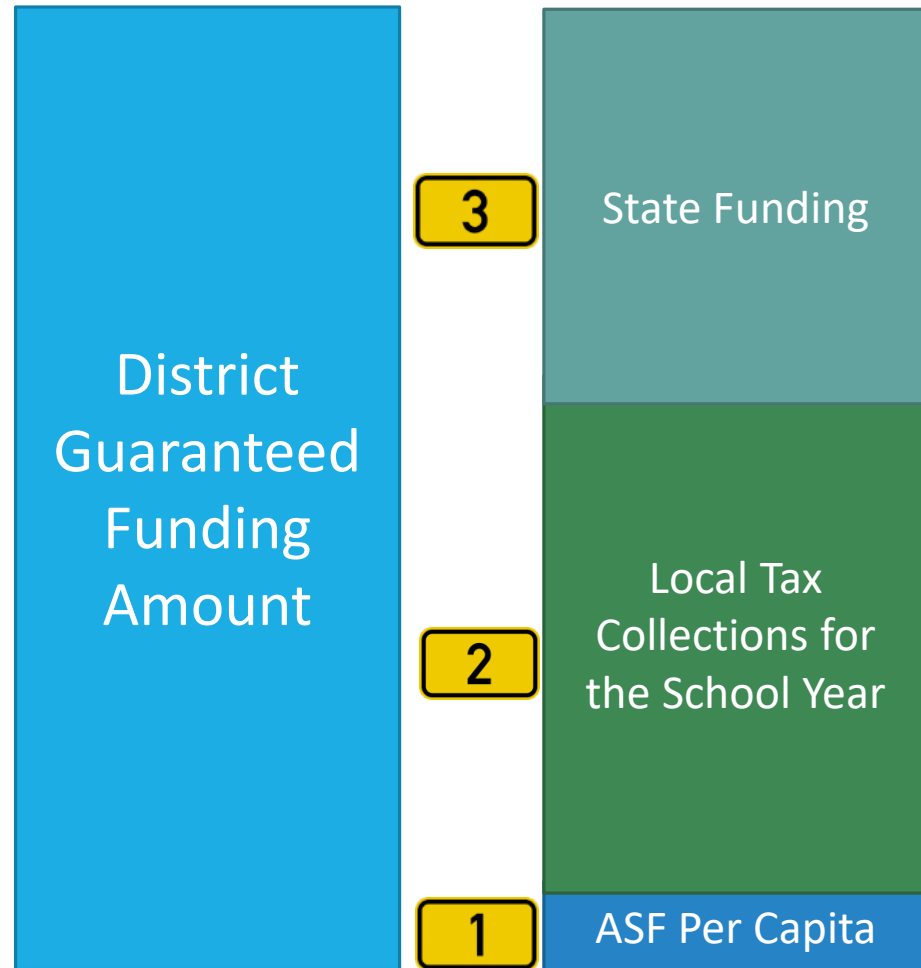 District
Guaranteed
Funding
Amount
3
State Funding
2
Local Tax
Collections for
the School Year
1
ASF Per Capita